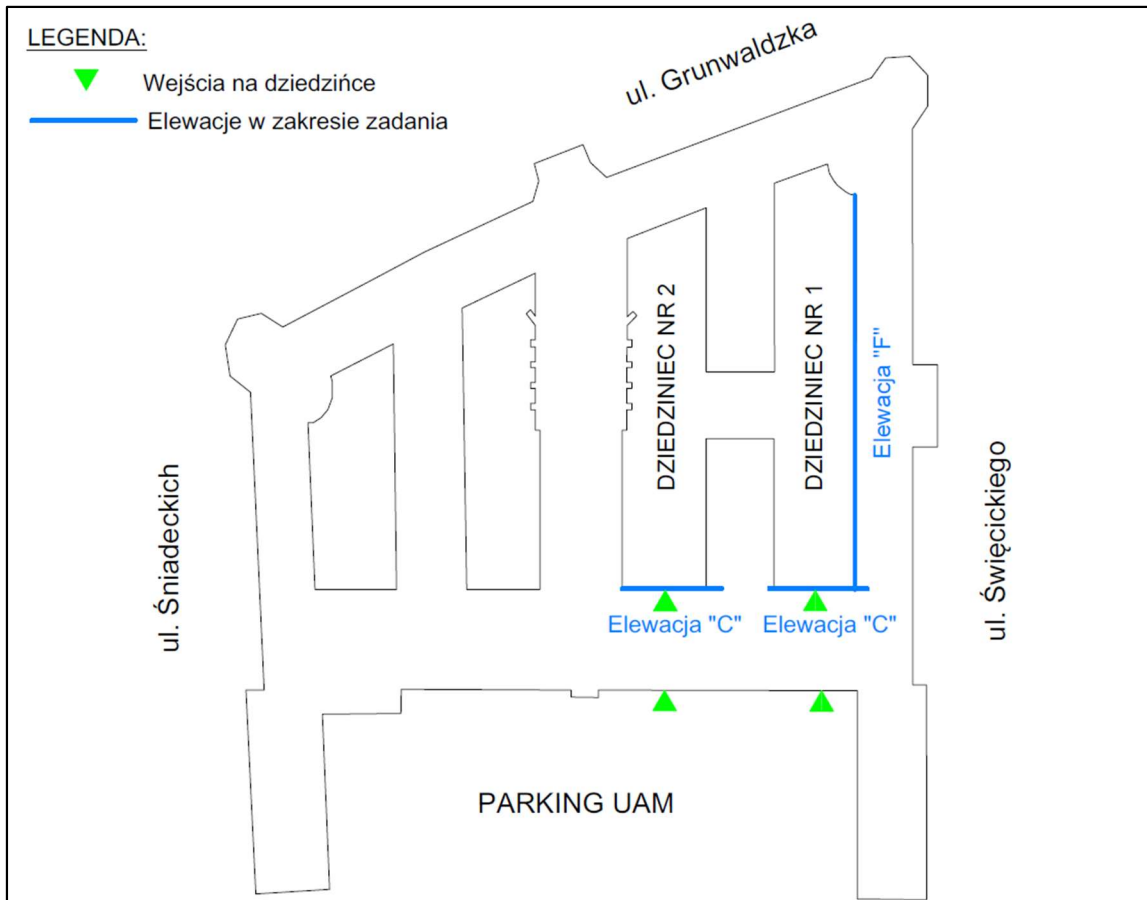 LEGENDA:
Wejścia na dziedzińce
Elewacje w zakresie zadania
ul. Grunwaldzka
DZIEDZINIEC NR 2
DZIEDZINIEC NR 1
Elewacja "F"
ul. Śniadeckich
ul. Święcickiego
Elewacja "C"
Elewacja "C"
PARKING UAM